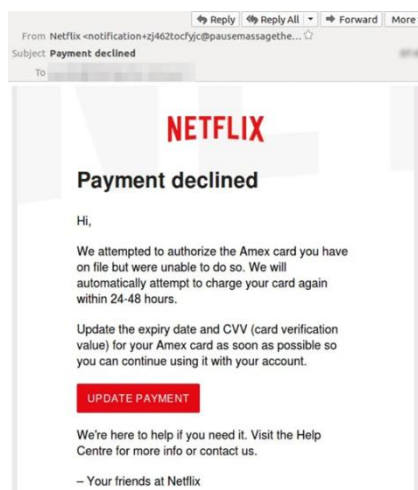 Reply Reply All Forward More
From Netflix <notification+zj462tocfyjc@pausemassagethe...
Subject Payment declined
To
NETFLIX
Payment declined
Hi,
We attempted to authorize the Amex card you have
on file but were unable to do so. We will
automatically attempt to charge your card again
within 24-48 hours.
Update the expiry date and CVV (card verification
value) for your Amex card as soon as possible so
you can continue using it with your account.
UPDATE PAYMENT
We're here to help if you need it. Visit the Help
Centre for more info or contact us.
– Your friends at Netflix